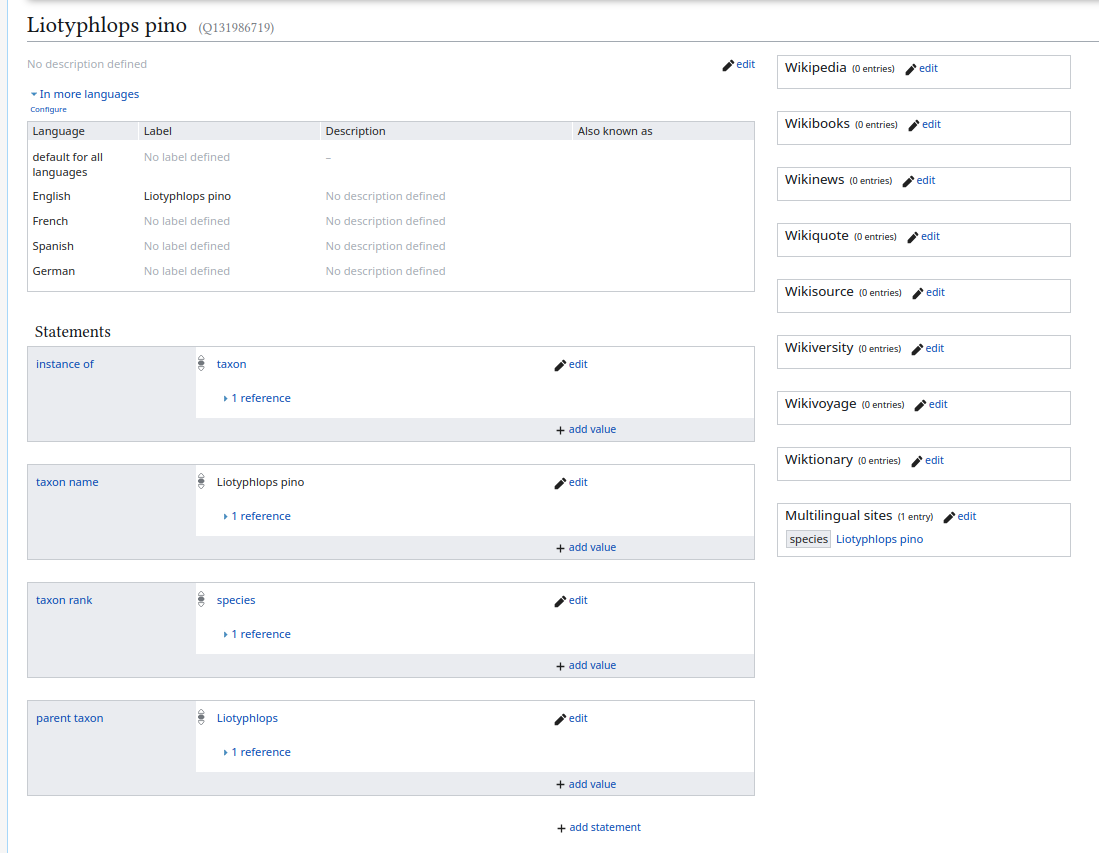 Liotyphlops pino (Q131986719)
No description defined
edit
In more languages
Configure
Language Label Description Also known as
default for all languages No label defined –
English Liotyphlops pino No description defined
French No label defined No description defined
Spanish No label defined No description defined
German No label defined No description defined
Statements
instance of
taxon
edit
1 reference
+ add value
taxon name
Liotyphlops pino
edit
1 reference
+ add value
taxon rank
species
edit
1 reference
+ add value
parent taxon
Liotyphlops
edit
1 reference
+ add value
+ add statement
Wikipedia (0 entries) edit
Wikibooks (0 entries) edit
Wikinews (0 entries) edit
Wikiquote (0 entries) edit
Wikisource (0 entries) edit
Wikiversity (0 entries) edit
Wikivoyage (0 entries) edit
Wiktionary (0 entries) edit
Multilingual sites (1 entry) edit
species Liotyphlops pino